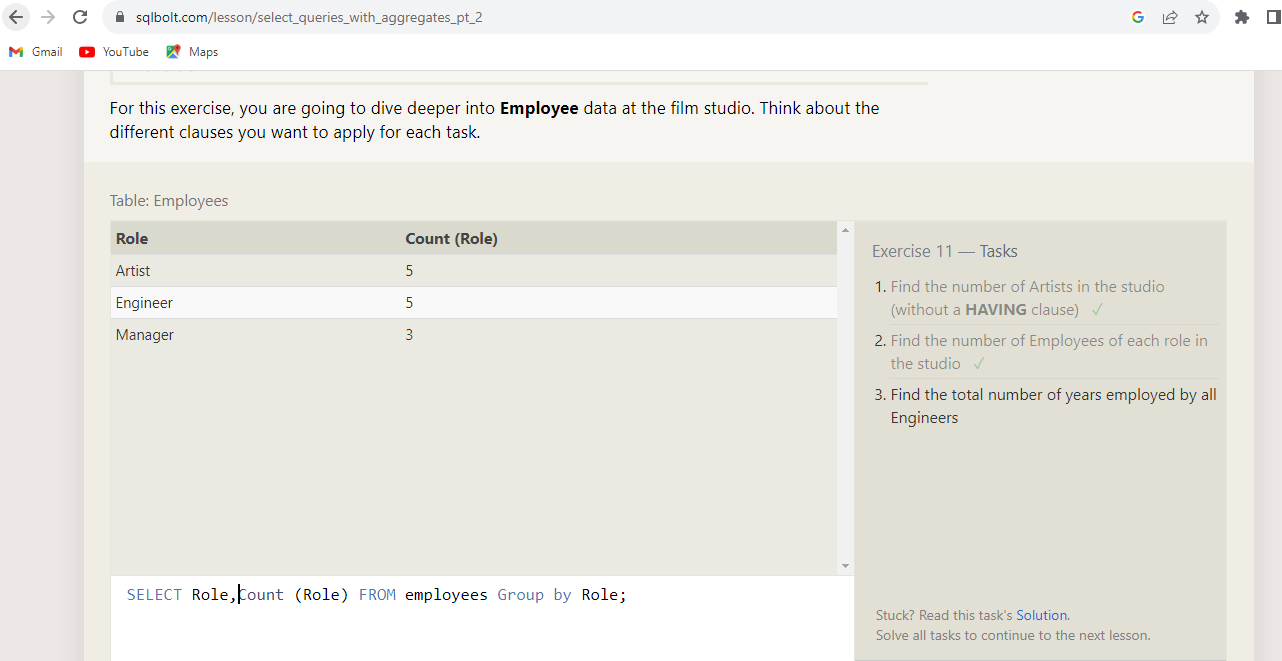 sqlbolt.com/lesson/select_queries_with_aggregates_pt_2
Gmail YouTube Maps
For this exercise, you are going to dive deeper into Employee data at the film studio. Think about the
different clauses you want to apply for each task.
Table: Employees
Role Count (Role)
Artist 5
Engineer 5
Manager 3
SELECT Role,Count (Role) FROM employees Group by Role;
Exercise 11 — Tasks
1. Find the number of Artists in the studio
(without a HAVING clause) ✓
2. Find the number of Employees of each role in
the studio ✓
3. Find the total number of years employed by all
Engineers
Stuck? Read this task's Solution.
Solve all tasks to continue to the next lesson.